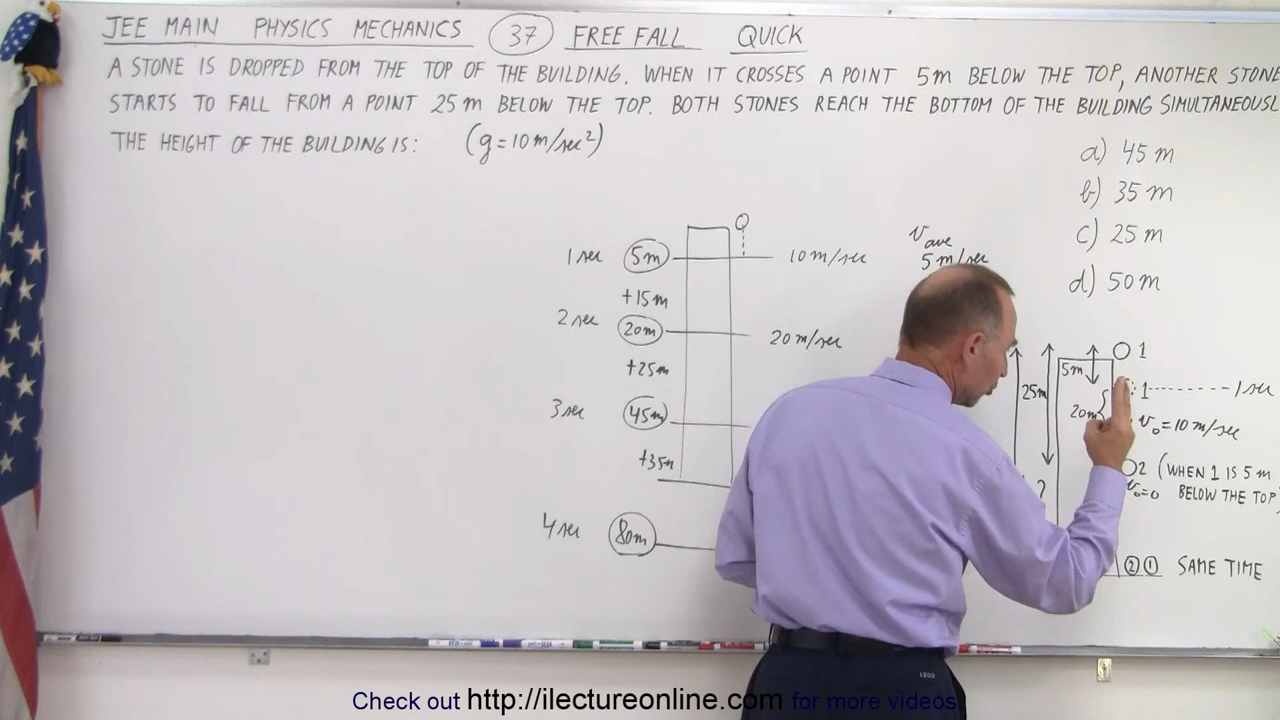 JEE MAIN PHYSICS MECHANICS 37 FREE FALL QUICK
A STONE IS DROPPED FROM THE TOP OF THE BUILDING. WHEN IT CROSSES A POINT 5m BELOW THE TOP, ANOTHER STONE
STARTS TO FALL FROM A POINT 25 m BELOW THE TOP. BOTH STONES REACH THE BOTTOM OF THE BUILDING SIMULTANEOUSL
THE HEIGHT OF THE BUILDING IS: (g=10m/sec²)
a) 45 m
b) 35 m
c) 25 m
d) 50 m
1 sec 5m 10 m/sec
+15m
2 sec 20m 20 m/sec
+25m
3 sec 45m
+35m
4 sec 80m
v ave
5 m/sec
1
5m
25m
1 1 sec
20m
v₀=10 m/sec
2 (WHEN 1 IS 5 m
v₀=0 BELOW THE TOP)
?
2 1 SAME TIME
IZOD
Check out http://ilectureonline.com for more videos.